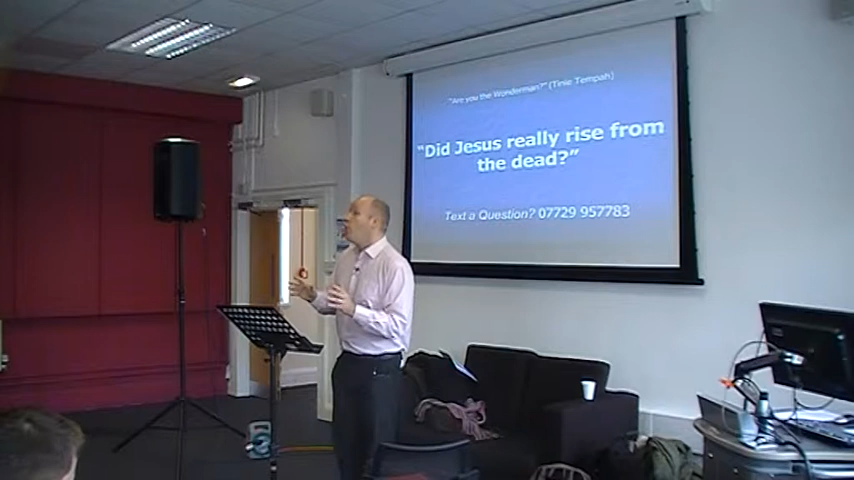 "Are you the Wonderman?" (Tinie Tempah)
"Did Jesus really rise from
the dead?"
Text a Question? 07729 957783